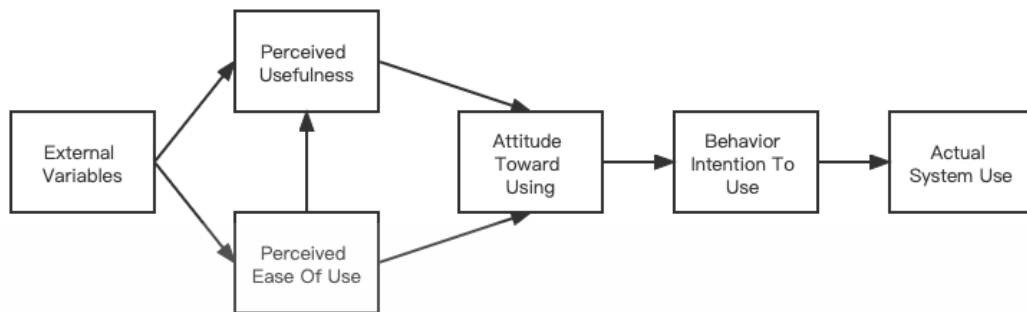 External
Variables
Perceived
Usefulness
Perceived
Ease Of Use
Attitude
Toward
Using
Behavior
Intention To
Use
Actual
System Use